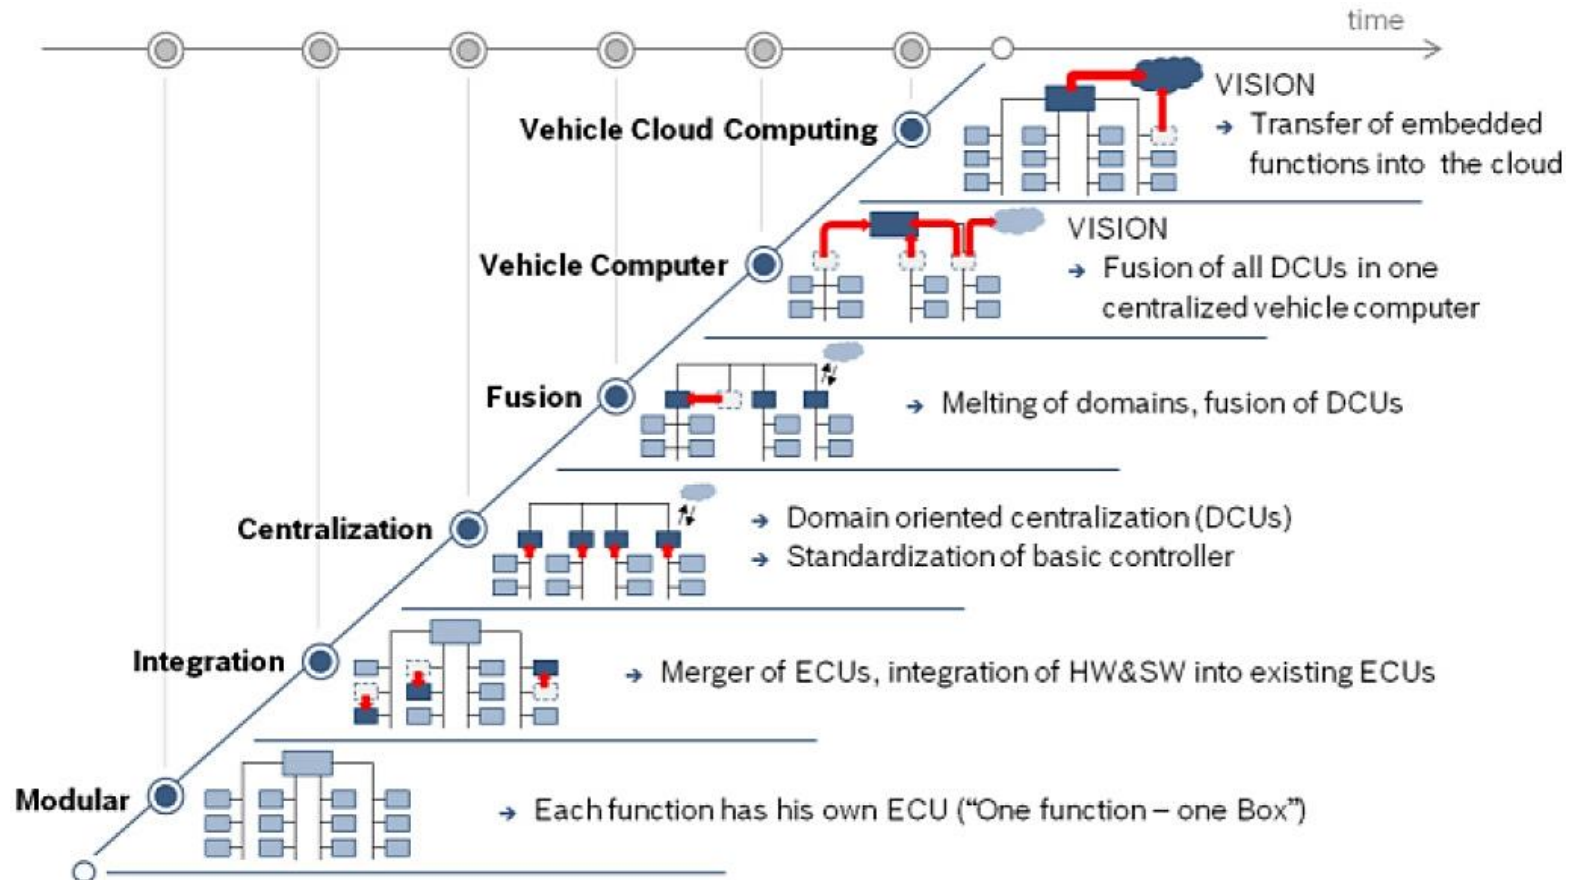 time
VISION
Vehicle Cloud Computing
→ Transfer of embedded
functions into the cloud
VISION
Vehicle Computer
→ Fusion of all DCUs in one
centralized vehicle computer
Fusion
→ Melting of domains, fusion of DCUs
Centralization
→ Domain oriented centralization (DCUs)
→ Standardization of basic controller
Integration
→ Merger of ECUs, integration of HW&SW into existing ECUs
Modular
→ Each function has his own ECU (“One function – one Box”)